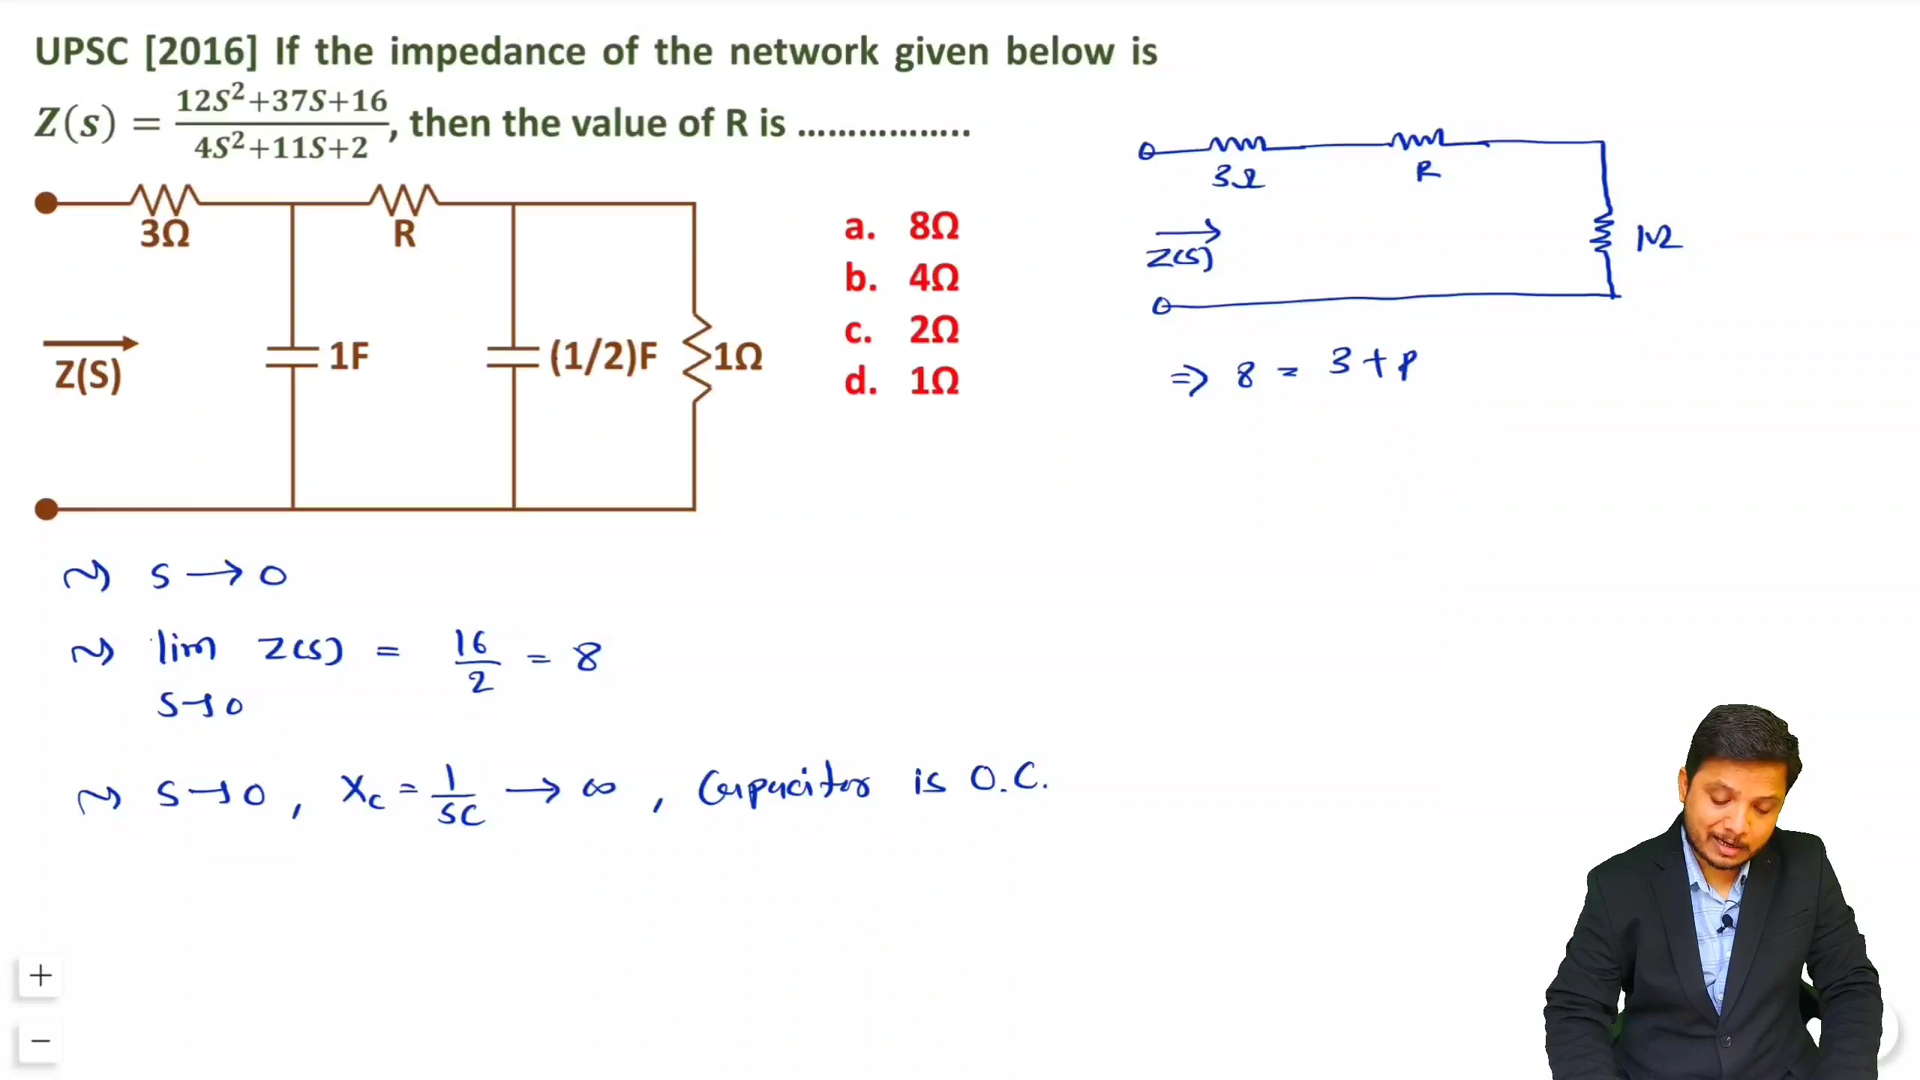 UPSC [2016] If the impedance of the network given below is
Z(s) = (12S²+37S+16)/(4S²+11S+2), then the value of R is .................
3Ω
R
1F
(1/2)F
1Ω
Z(S)
a. 8Ω
b. 4Ω
c. 2Ω
d. 1Ω
3Ω
R
Z(S)
1Ω
⇒ 8 = 3 + R
s → 0
lim Z(S) = 16/2 = 8
S→0
S→0, Xc = 1/SC → ∞, Capacitor is O.C.
+
−